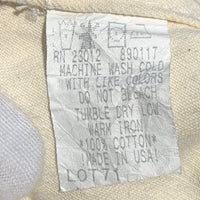 RN 23012 890117
MACHINE WASH COLD
WITH LIKE COLORS
DO NOT BLEACH
TUMBLE DRY LOW
WARM IRON
*100% COTTON*
!MADE IN USA!
LOT71